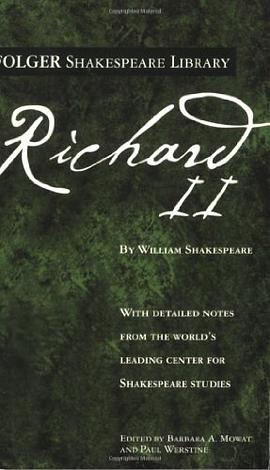 FOLGER SHAKESPEARE LIBRARY
Richard
II
BY WILLIAM SHAKESPEARE
WITH DETAILED NOTES
FROM THE WORLD'S
LEADING CENTER FOR
SHAKESPEARE STUDIES
EDITED BY BARBARA A. MOWAT
AND PAUL WERSTINE